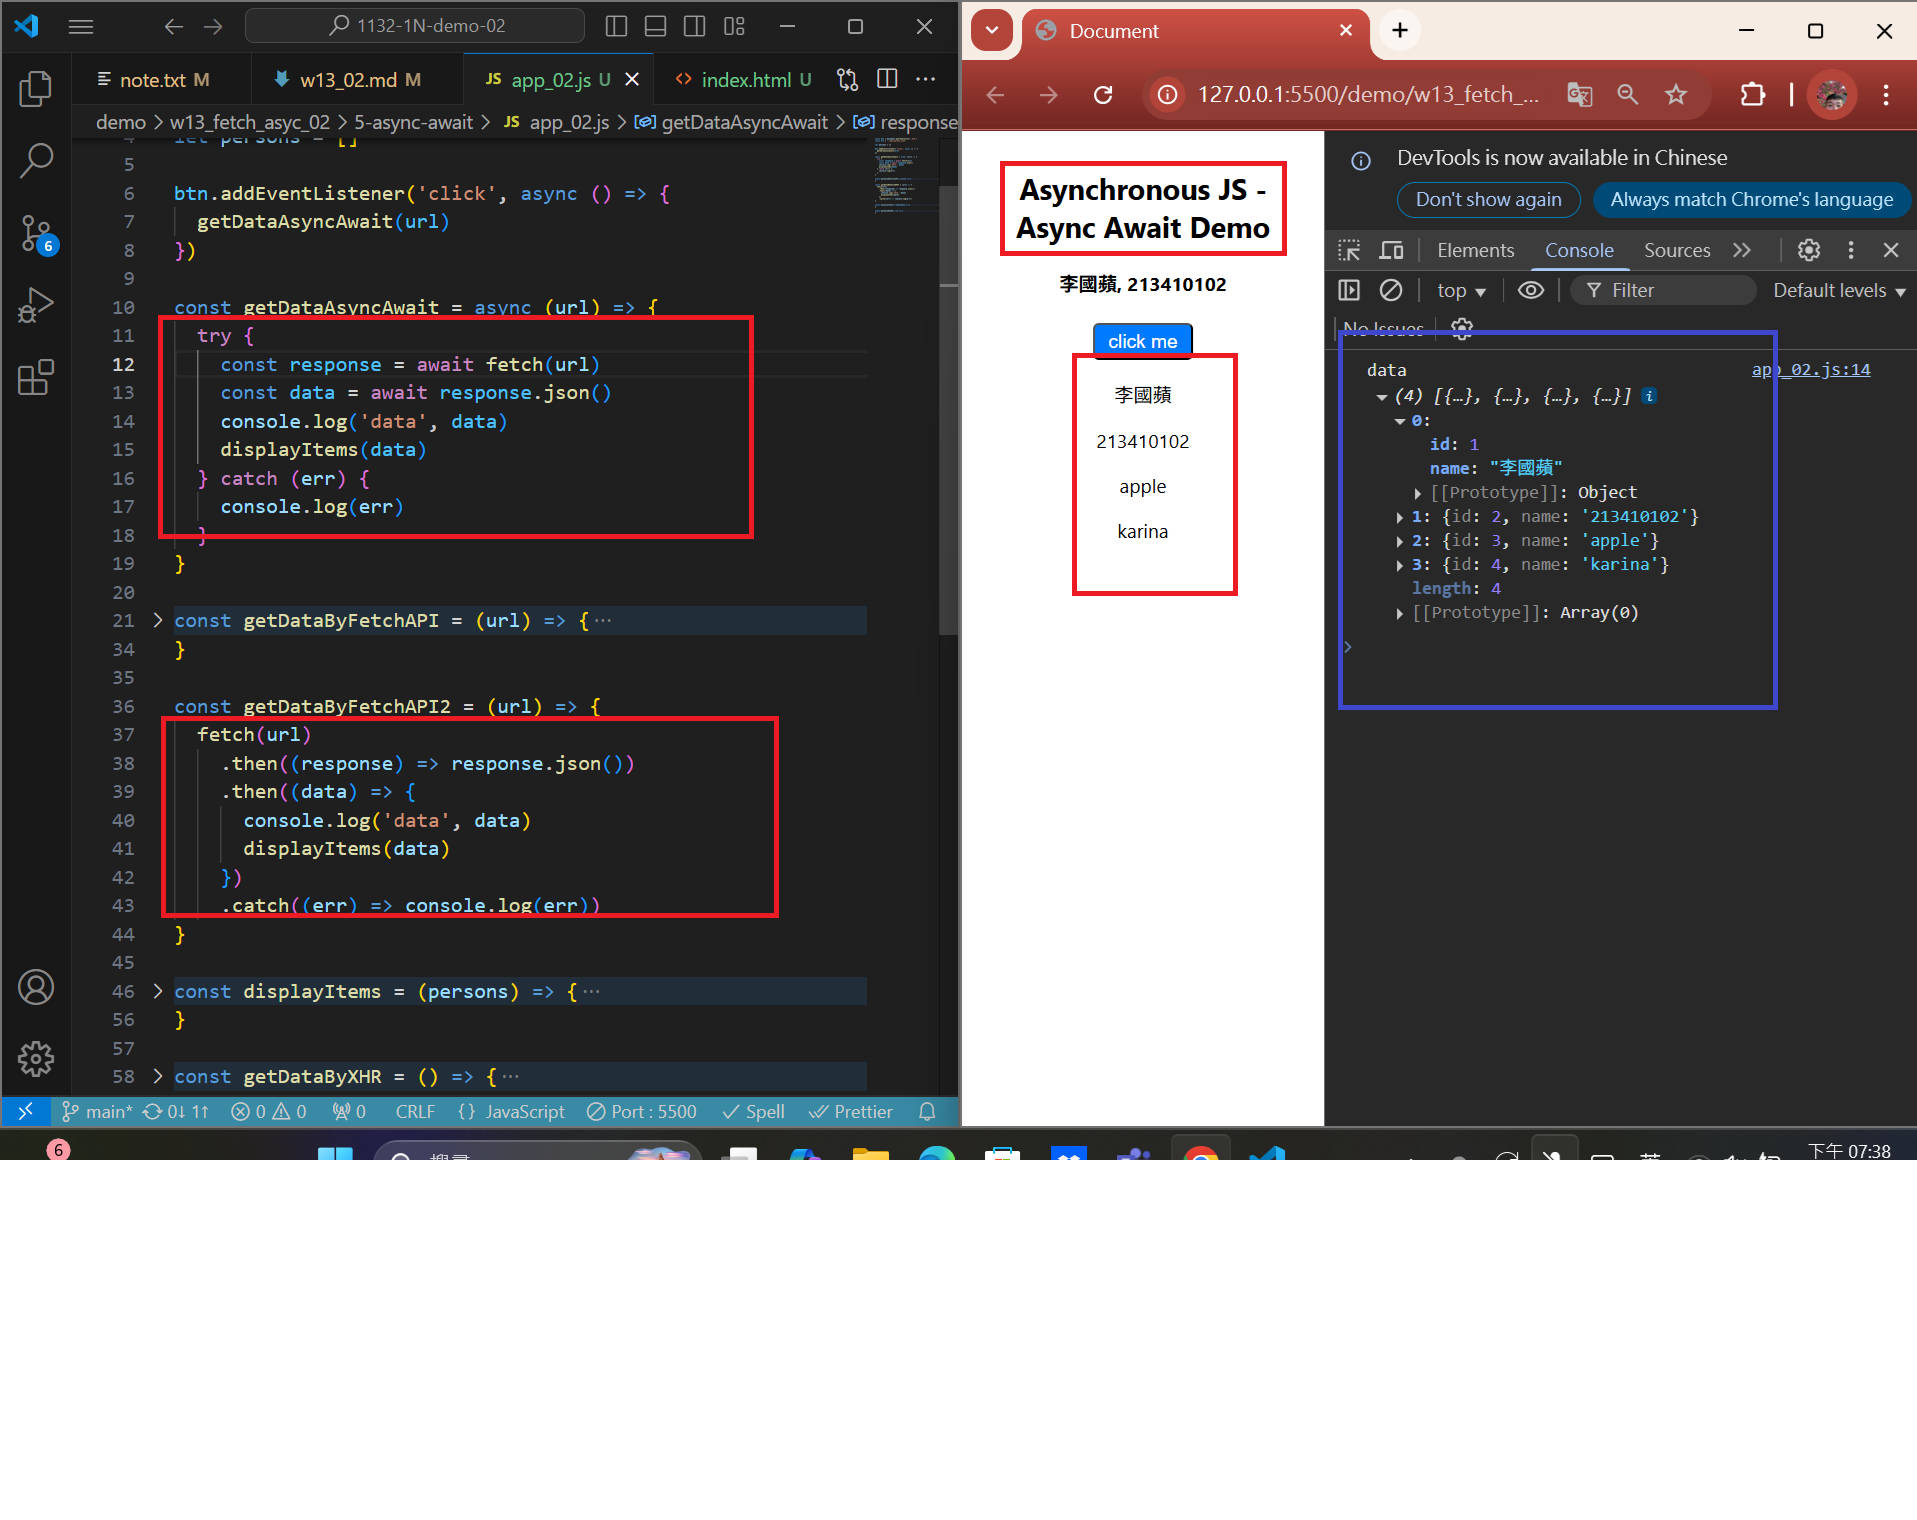 1132-1N-demo-02
note.txt M
w13_02.md M
JS app_02.js U
<> index.html U
demo > w13_fetch_asyc_02 > 5-async-await > JS app_02.js > getDataAsyncAwait > response
4 let persons = []
5
6 btn.addEventListener('click', async () => {
7 getDataAsyncAwait(url)
8 })
9
10 const getDataAsyncAwait = async (url) => {
11 try {
12 const response = await fetch(url)
13 const data = await response.json()
14 console.log('data', data)
15 displayItems(data)
16 } catch (err) {
17 console.log(err)
18 }
19 }
20
21 const getDataByFetchAPI = (url) => {···
34 }
35
36 const getDataByFetchAPI2 = (url) => {
37 fetch(url)
38 .then((response) => response.json())
39 .then((data) => {
40 console.log('data', data)
41 displayItems(data)
42 })
43 .catch((err) => console.log(err))
44 }
45
46 const displayItems = (persons) => {···
56 }
57
58 const getDataByXHR = () => {···
6
main* 0↓ 1↑ 0 0 0 CRLF {} JavaScript Port : 5500 Spell Prettier
Document
127.0.0.1:5500/demo/w13_fetch_...
Asynchronous JS -
Async Await Demo
李國蘋, 213410102
click me
李國蘋
213410102
apple
karina
DevTools is now available in Chinese
Don't show again
Always match Chrome's language
Elements Console Sources
top Filter Default levels
No Issues
data app_02.js:14
(4) [{…}, {…}, {…}, {…}] i
0:
id: 1
name: "李國蘋"
[[Prototype]]: Object
1: {id: 2, name: '213410102'}
2: {id: 3, name: 'apple'}
3: {id: 4, name: 'karina'}
length: 4
[[Prototype]]: Array(0)
6
下午 07:38